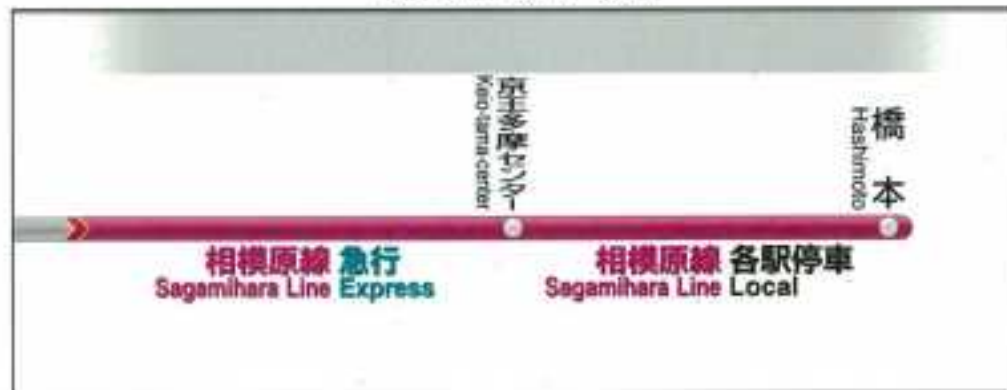 京王多摩センター
Keio-tama-center
橋本
Hashimoto
相模原線 急行
Sagamihara Line Express
相模原線 各駅停車
Sagamihara Line Local